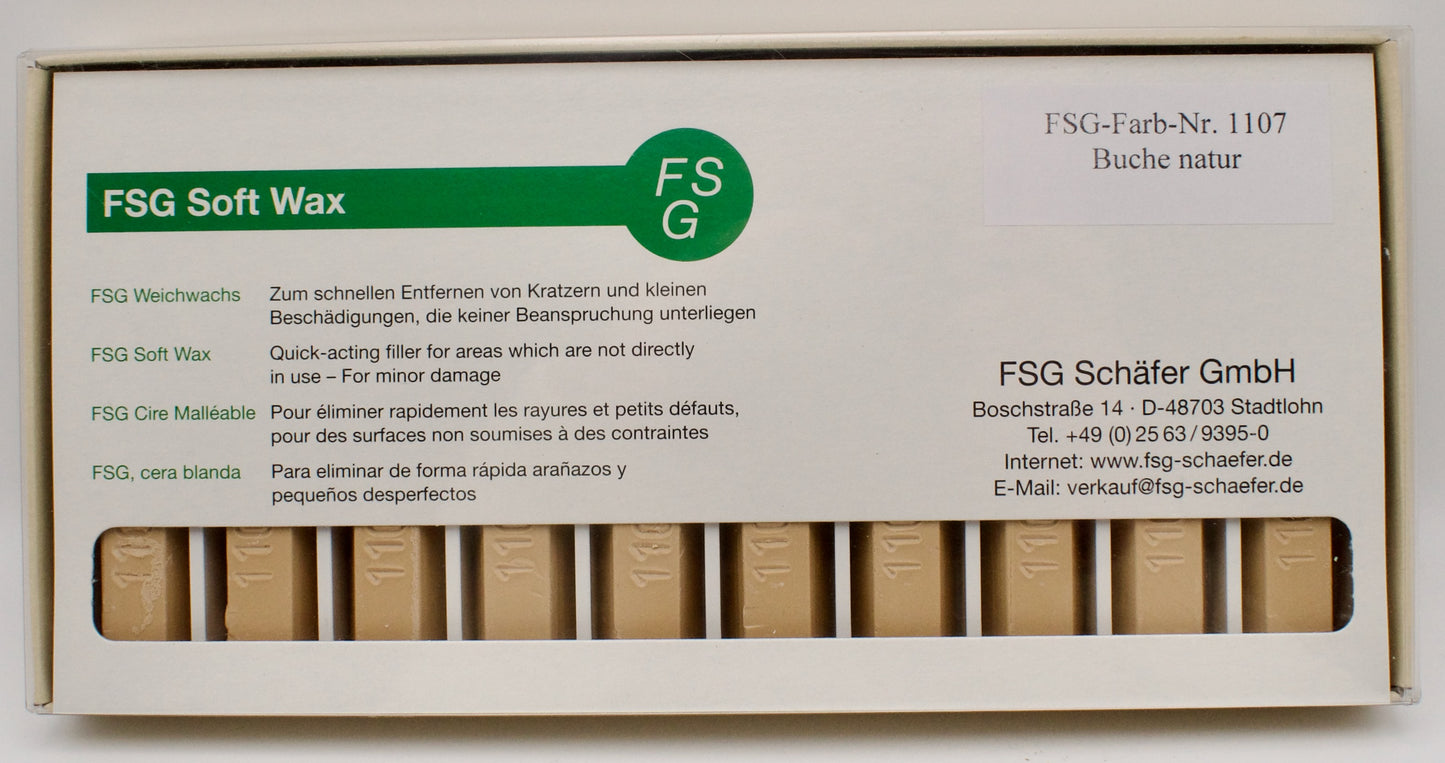 FSG-Farb-Nr. 1107
Buche natur
FSG Soft Wax
FS
G
FSG Weichwachs Zum schnellen Entfernen von Kratzern und kleinen
Beschädigungen, die keiner Beanspruchung unterliegen
FSG Soft Wax Quick-acting filler for areas which are not directly
in use – For minor damage
FSG Cire Malléable Pour éliminer rapidement les rayures et petits défauts,
pour des surfaces non soumises à des contraintes
FSG, cera blanda Para eliminar de forma rápida arañazos y
pequeños desperfectos
FSG Schäfer GmbH
Boschstraße 14 · D-48703 Stadtlohn
Tel. +49 (0) 25 63 / 9395-0
Internet: www.fsg-schaefer.de
E-Mail: verkauf@fsg-schaefer.de